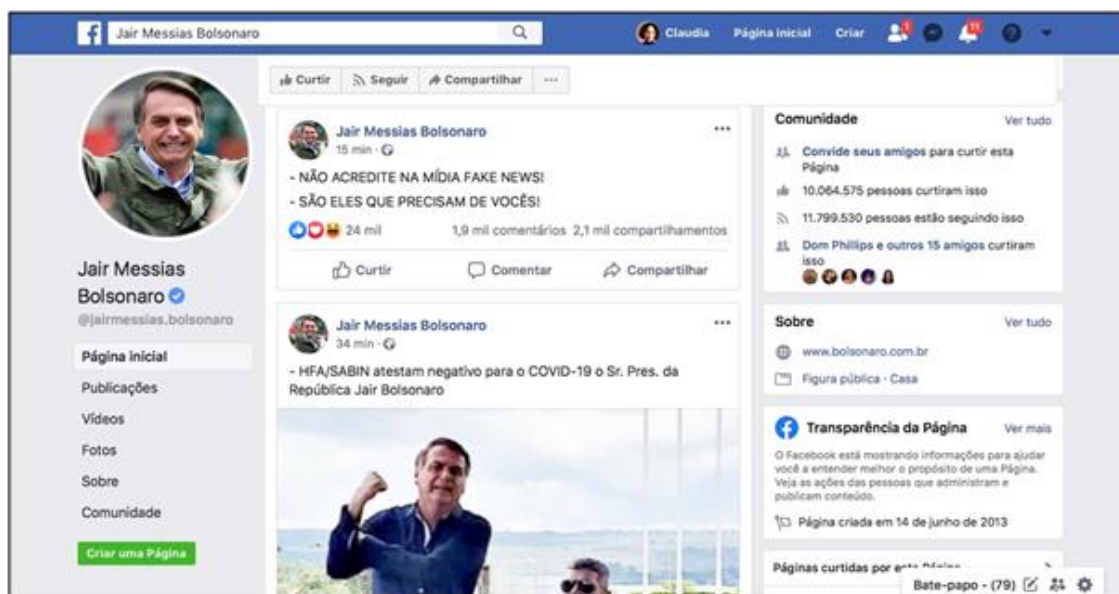 Jair Messias Bolsonaro
Claudia Página inicial Criar 1 11
Curtir Seguir Compartilhar ...
Jair Messias Bolsonaro
@jairmessias.bolsonaro
Página inicial
Publicações
Vídeos
Fotos
Sobre
Comunidade
Criar uma Página
Jair Messias Bolsonaro
15 min ·
- NÃO ACREDITE NA MÍDIA FAKE NEWS!
- SÃO ELES QUE PRECISAM DE VOCÊS!
24 mil 1,9 mil comentários 2,1 mil compartilhamentos
Curtir Comentar Compartilhar
Jair Messias Bolsonaro
34 min ·
- HFA/SABIN atestam negativo para o COVID-19 o Sr. Pres. da
República Jair Bolsonaro
Comunidade Ver tudo
Convide seus amigos para curtir esta
Página
10.064.575 pessoas curtiram isso
11.799.530 pessoas estão seguindo isso
Dom Phillips e outros 15 amigos curtiram
isso
Sobre Ver tudo
www.bolsonaro.com.br
Figura pública · Casa
Transparência da Página Ver mais
O Facebook está mostrando informações para ajudar
você a entender melhor o propósito de uma Página.
Veja as ações das pessoas que administram e
publicam conteúdo.
Página criada em 14 de junho de 2013
Páginas curtidas por esta Página
Bate-papo - (79)